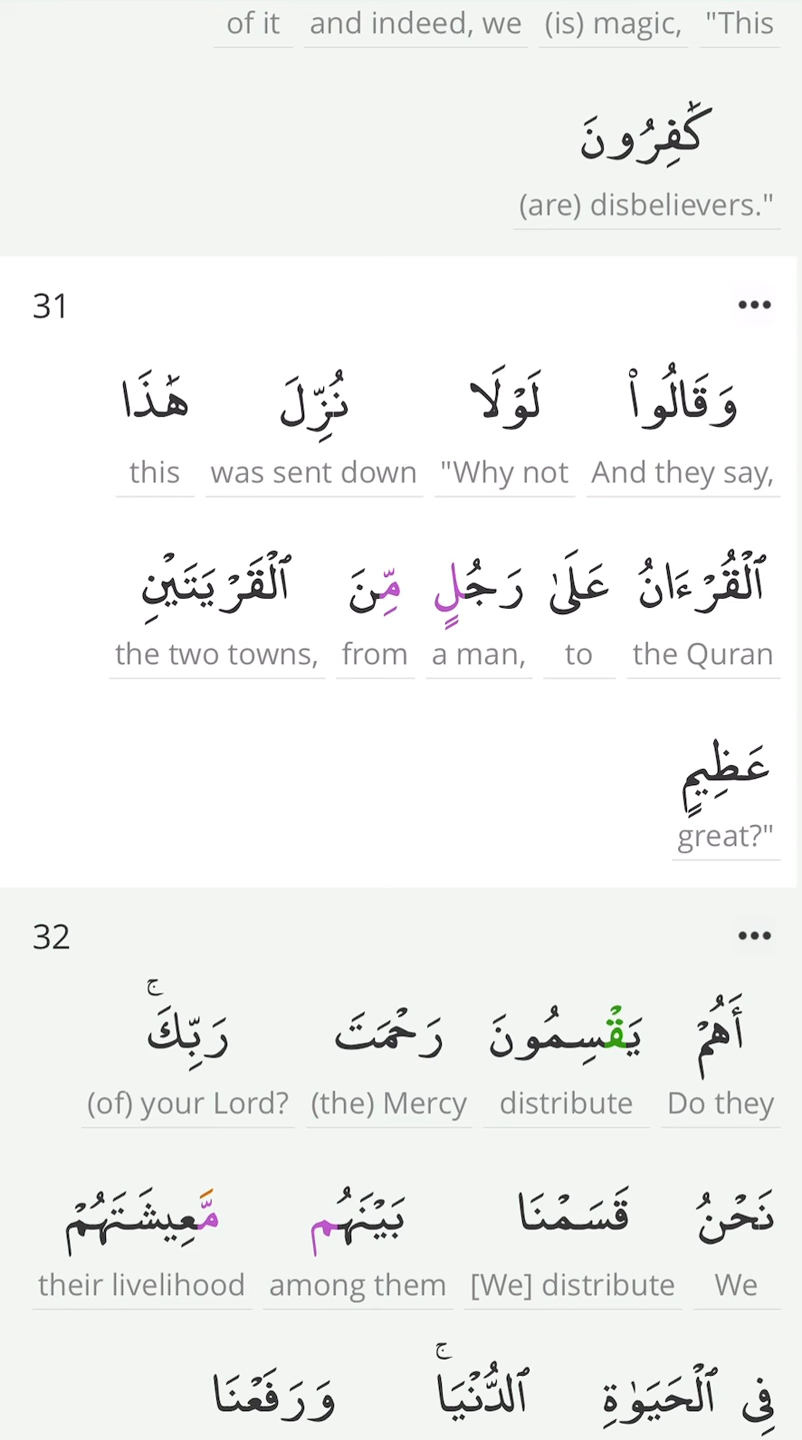 "This (is) magic, and indeed, we of it
كَٰفِرُونَ
(are) disbelievers."
31
وَقَالُوا۟ لَوْلَا نُزِّلَ هَٰذَا
And they say, "Why not was sent down this
ٱلْقُرْءَانُ عَلَىٰ رَجُلٍ مِّنَ ٱلْقَرْيَتَيْنِ
the Quran to a man, from the two towns,
عَظِيمٍ
great?"
32
أَهُمْ يَقْسِمُونَ رَحْمَتَ رَبِّكَ ۚ
Do they distribute (the) Mercy (of) your Lord?
نَحْنُ قَسَمْنَا بَيْنَهُم مَّعِيشَتَهُمْ
We [We] distribute among them their livelihood
فِى ٱلْحَيَوٰةِ ٱلدُّنْيَا ۚ وَرَفَعْنَا